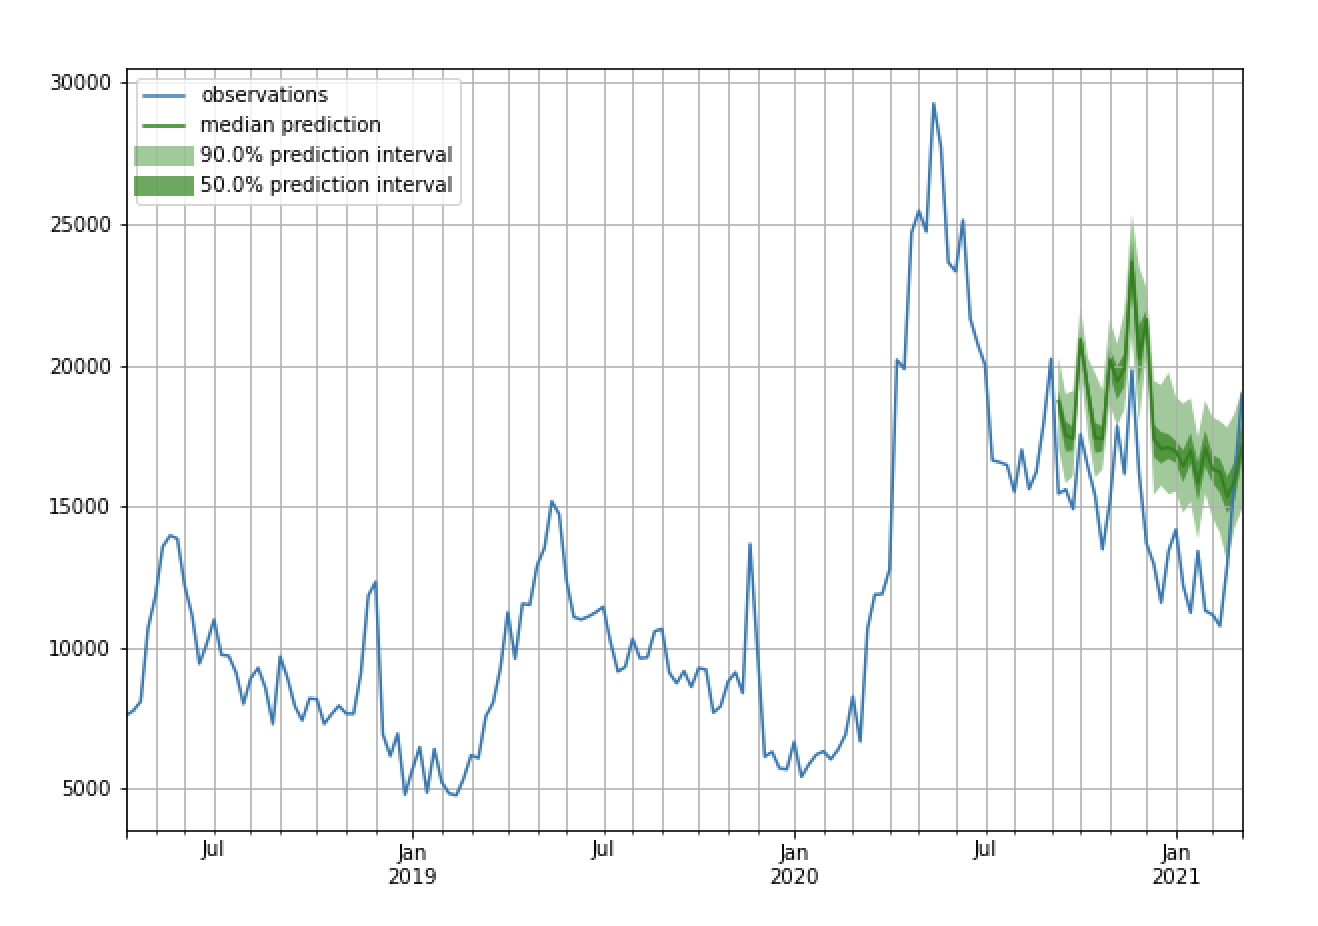 30000
25000
20000
15000
10000
5000
observations
median prediction
90.0% prediction interval
50.0% prediction interval
Jul
Jan
2019
Jul
Jan
2020
Jul
Jan
2021